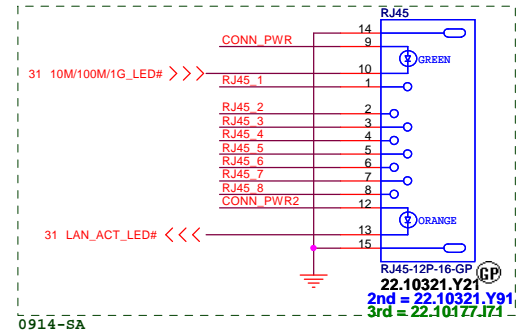 RJ45
14
CONN_PWR 9
GREEN
31 10M/100M/1G_LED# 10
RJ45_1 1
RJ45_2 2
RJ45_3 3
RJ45_4 4
RJ45_5 5
RJ45_6 6
RJ45_7 7
RJ45_8 8
CONN_PWR2 12
ORANGE
31 LAN_ACT_LED# 13
15
RJ45-12P-16-GP
GP
22.10321.Y21
2nd = 22.10321.Y91
3rd = 22.10177.I71
0914-SA